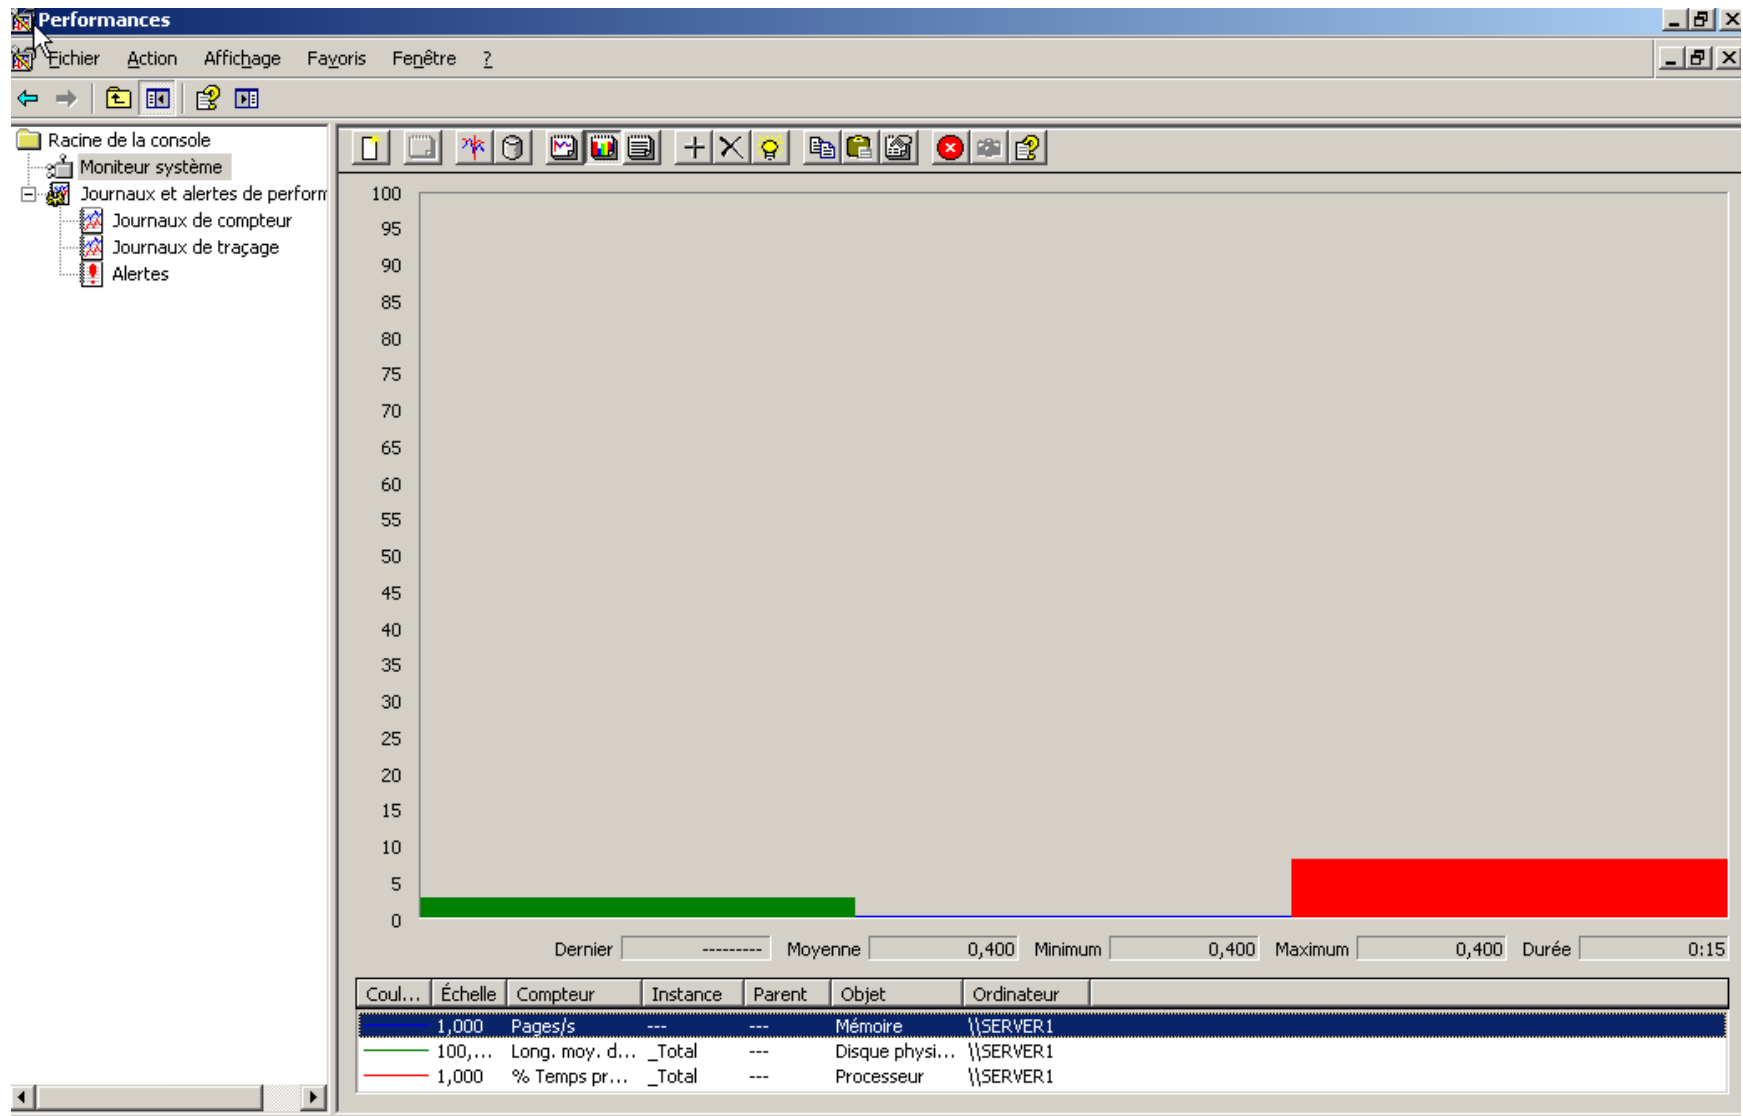 Performances
Fichier Action Affichage Favoris Fenêtre ?
Racine de la console
Moniteur système
Journaux et alertes de perform
Journaux de compteur
Journaux de traçage
Alertes
100
95
90
85
80
75
70
65
60
55
50
45
40
35
30
25
20
15
10
5
0
Dernier --------- Moyenne 0,400 Minimum 0,400 Maximum 0,400 Durée 0:15
Coul... Échelle Compteur Instance Parent Objet Ordinateur
1,000 Pages/s --- --- Mémoire \\SERVER1
100,... Long. moy. d... _Total --- Disque physi... \\SERVER1
1,000 % Temps pr... _Total --- Processeur \\SERVER1